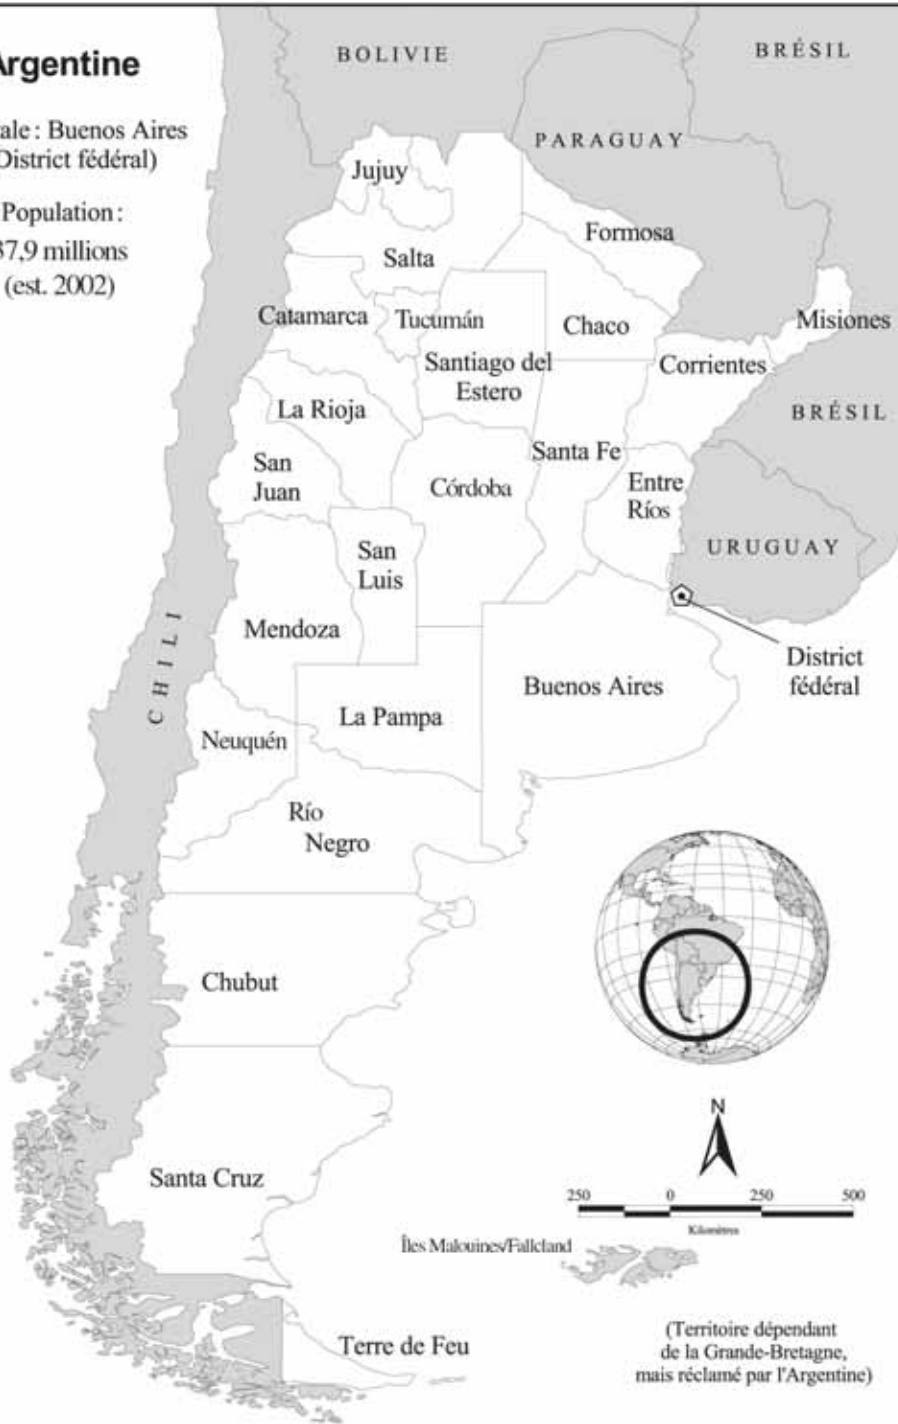 Argentine
ale : Buenos Aires
District fédéral)
Population :
37,9 millions
(est. 2002)
BOLIVIE
BRÉSIL
PARAGUAY
Jujuy
Formosa
Salta
Catamarca
Tucumán
Chaco
Misiones
Santiago del
Estero
Corrientes
La Rioja
BRÉSIL
Santa Fe
San
Juan
Córdoba
Entre
Ríos
San
Luis
URUGUAY
Mendoza
CHILI
District
fédéral
Buenos Aires
La Pampa
Neuquén
Río
Negro
Chubut
N
Santa Cruz
250 0 250 500
Kilomètres
Îles Malouines/Fallcland
Terre de Feu
(Territoire dépendant
de la Grande-Bretagne,
mais réclamé par l'Argentine)